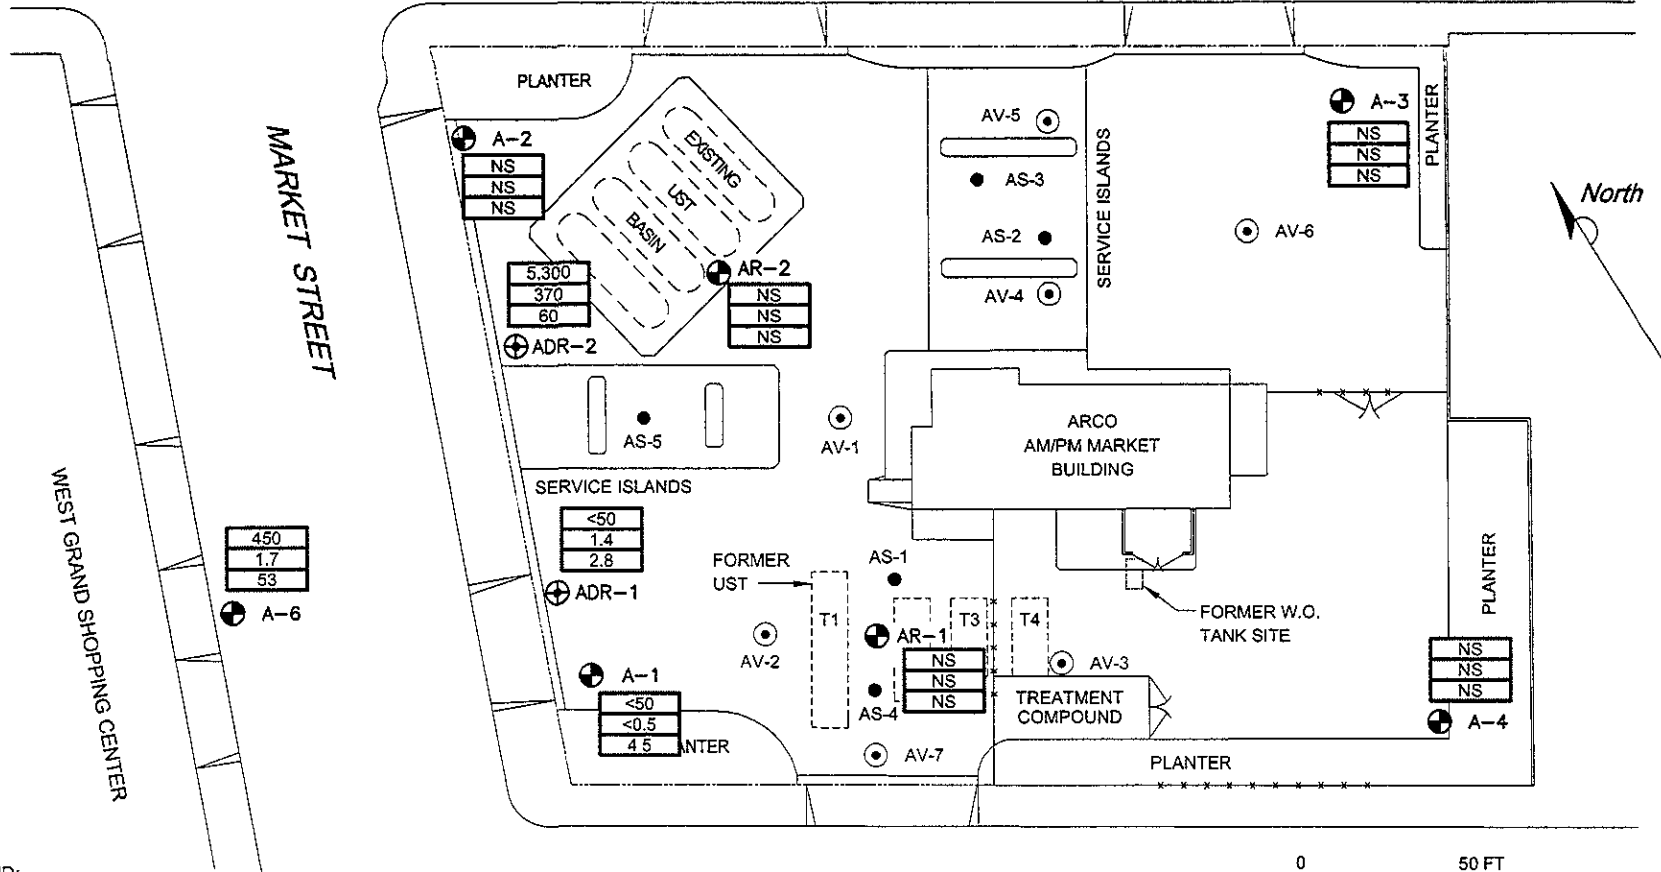 PLANTER
A-2
NS
NS
NS
MARKET STREET
EXISTING
UST
BASIN
AV-5
AS-3
AS-2
AV-4
SERVICE ISLANDS
A-3
NS
NS
NS
PLANTER
AV-6
North
5,300
370
60
ADR-2
AR-2
NS
NS
NS
AS-5
AV-1
ARCO
AM/PM MARKET
BUILDING
SERVICE ISLANDS
WEST GRAND SHOPPING CENTER
450
1.7
53
A-6
<50
1.4
2.8
ADR-1
FORMER
UST
T1
AV-2
AS-1
AR-1
T3
T4
NS
NS
NS
AS-4
AV-3
FORMER W.O.
TANK SITE
TREATMENT
COMPOUND
PLANTER
NS
NS
NS
A-4
A-1
<50
<0.5
4 5
ANTER
AV-7
PLANTER
0 50 FT